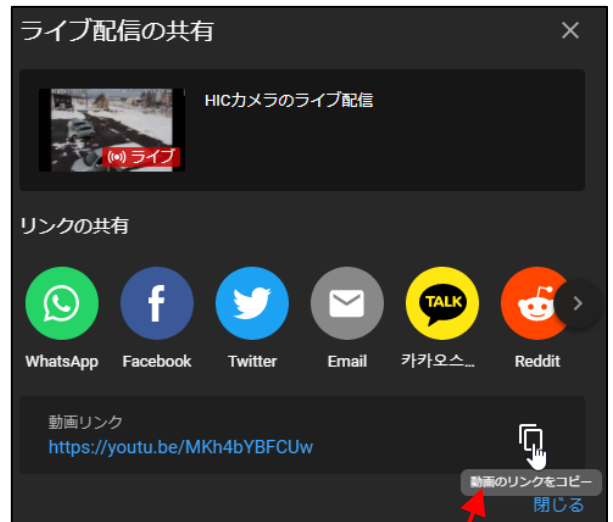 ライブ配信の共有
HICカメラのライブ配信
ライブ
リンクの共有
TALK
WhatsApp Facebook Twitter Email 카카오스... Reddit
動画リンク
https://youtu.be/MKh4bYBFCUw
動画のリンクをコピー
閉じる